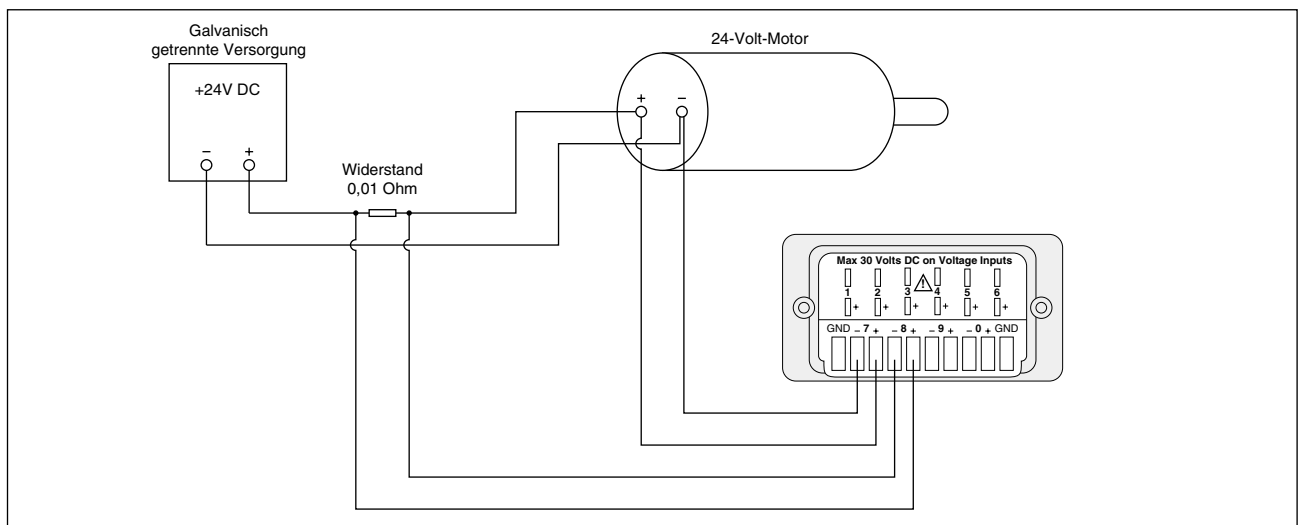 Galvanisch
getrennte Versorgung
+24V DC
– +
24-Volt-Motor
+ –
Widerstand
0,01 Ohm
Max 30 Volts DC on Voltage Inputs
1 2 3 4 5 6
+ + + + + +
GND – 7 + – 8 + – 9 + – 0 + GND